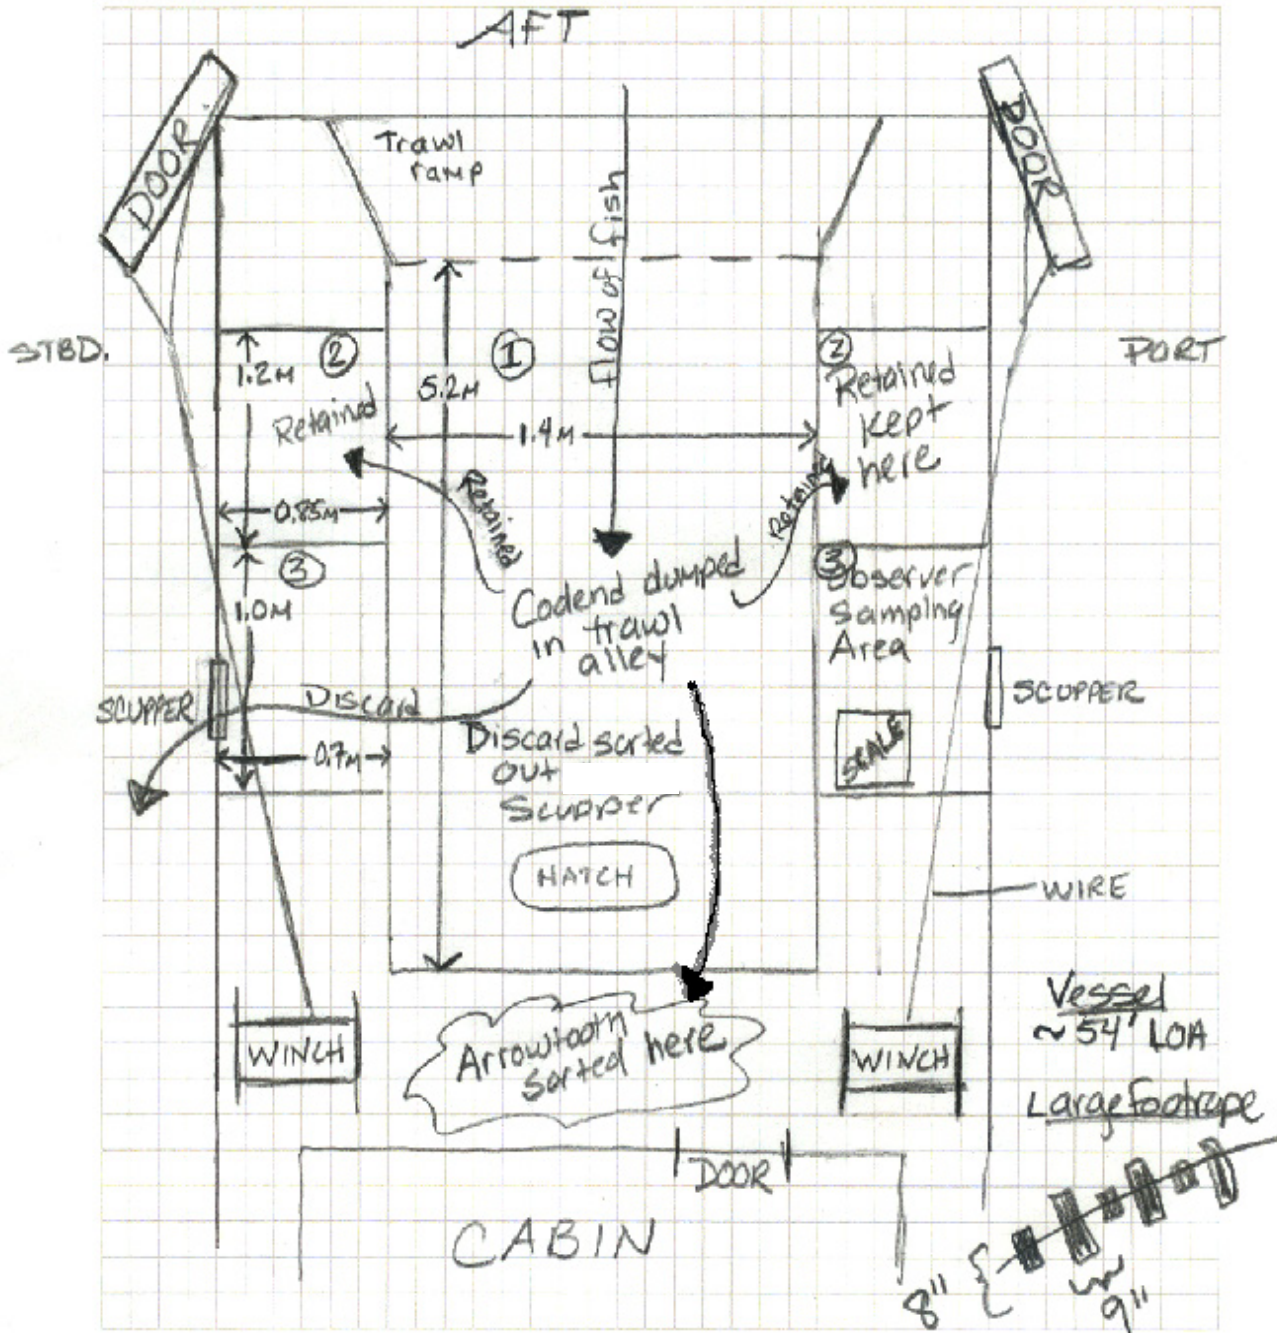 AFT
DOOR
DOOR
Trawl
ramp
flow of fish
STBD.
PORT
②
①
②
1.2M
5.2M
Retained
Retained
kept
here
1.4M
Retained
Retaining
0.85M
③
③
Observer
Sampling
Area
1.0M
Codend dumped
in trawl
alley
SCUPPER
SCUPPER
Discard
0.7M
Discard sorted
out
Scupper
SCALE
HATCH
WIRE
Vessel
~54' LOA
WINCH
Arrowtooth
sorted here
WINCH
Large footrope
DOOR
CABIN
8"
9"